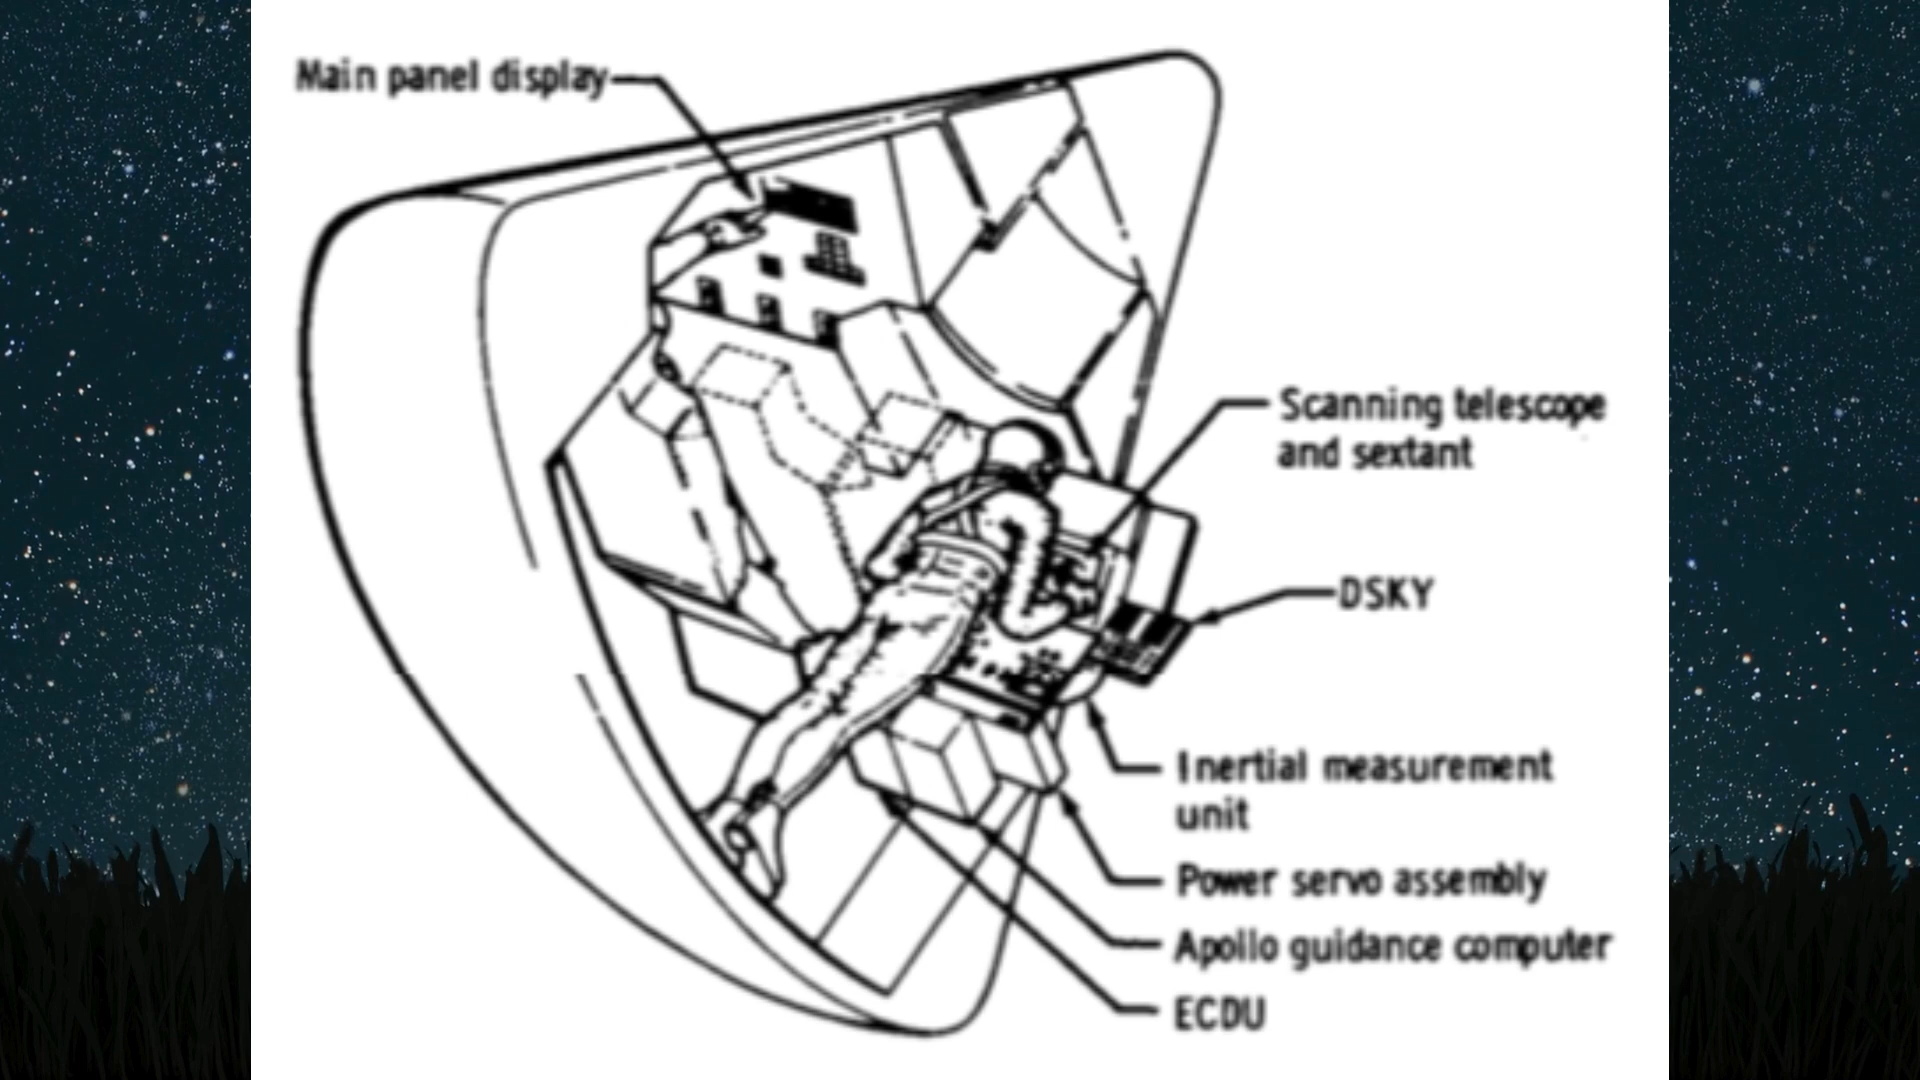 Main panel display
Scanning telescope
and sextant
DSKY
Inertial measurement
unit
Power servo assembly
Apollo guidance computer
ECDU